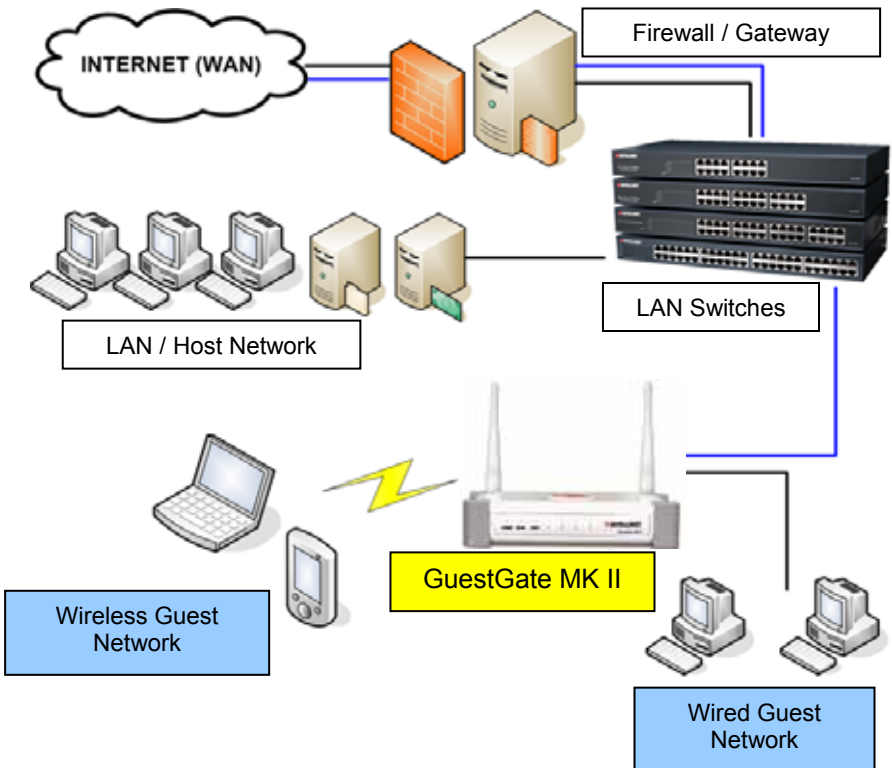 Firewall / Gateway
INTERNET (WAN)
LAN Switches
LAN / Host Network
GuestGate MK II
Wireless Guest
Network
Wired Guest
Network